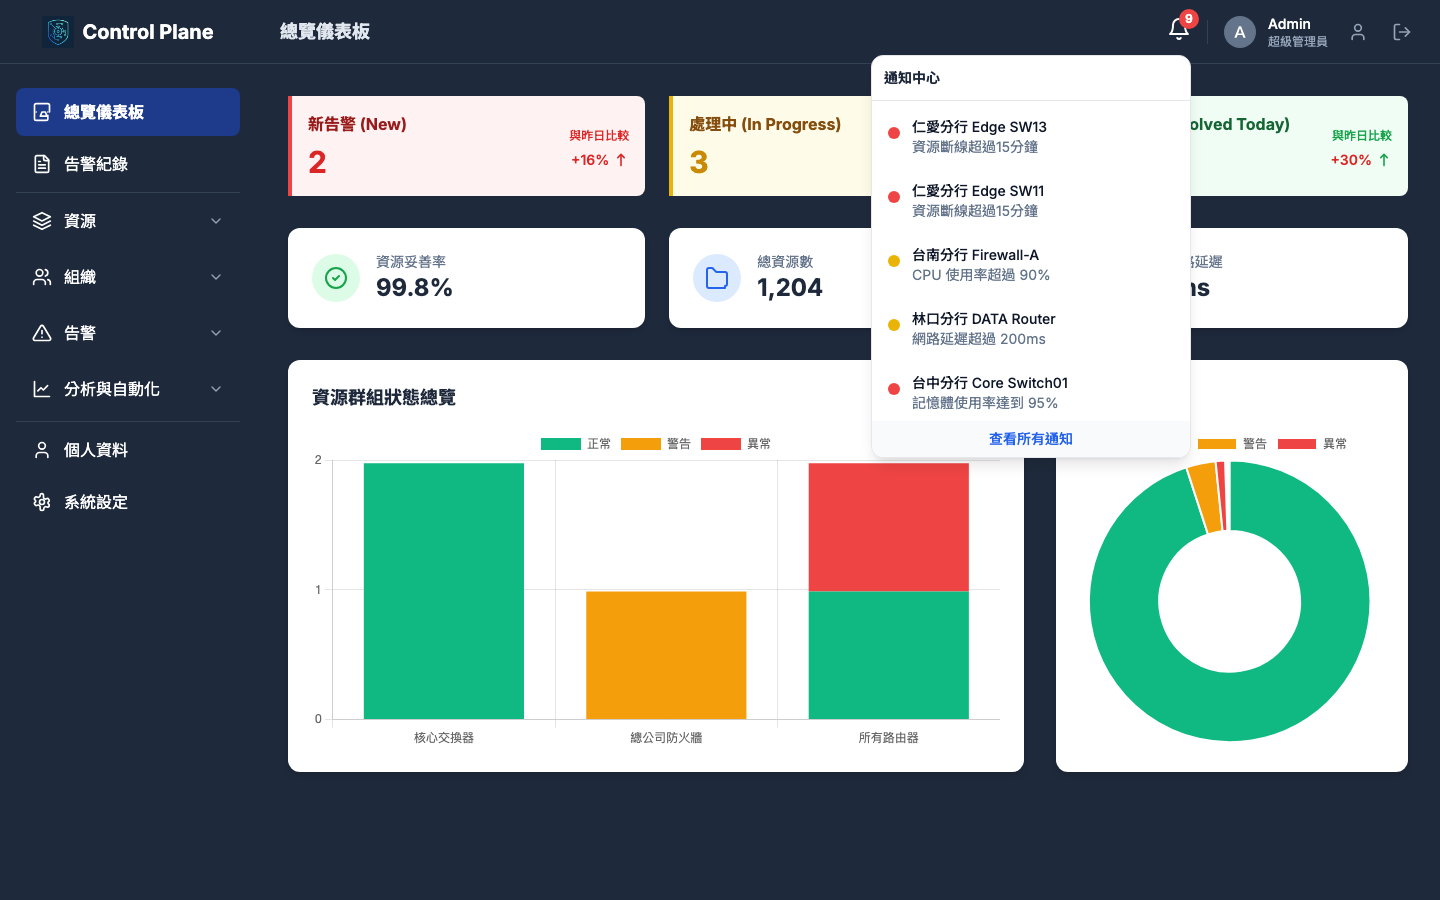 Control Plane
總覽儀表板
9
A
Admin
超級管理員
總覽儀表板
告警紀錄
資源
組織
告警
分析與自動化
個人資料
系統設定
新告警 (New)
2
與昨日比較
+16% ↑
處理中 (In Progress)
3
olved Today)
與昨日比較
+30% ↑
資源妥善率
99.8%
總資源數
1,204
延遲
ms
通知中心
仁愛分行 Edge SW13
資源斷線超過15分鐘
仁愛分行 Edge SW11
資源斷線超過15分鐘
台南分行 Firewall-A
CPU 使用率超過 90%
林口分行 DATA Router
網路延遲超過 200ms
台中分行 Core Switch01
記憶體使用率達到 95%
查看所有通知
資源群組狀態總覽
正常 警告 異常
2
1
0
核心交換器 總公司防火牆 所有路由器
警告 異常